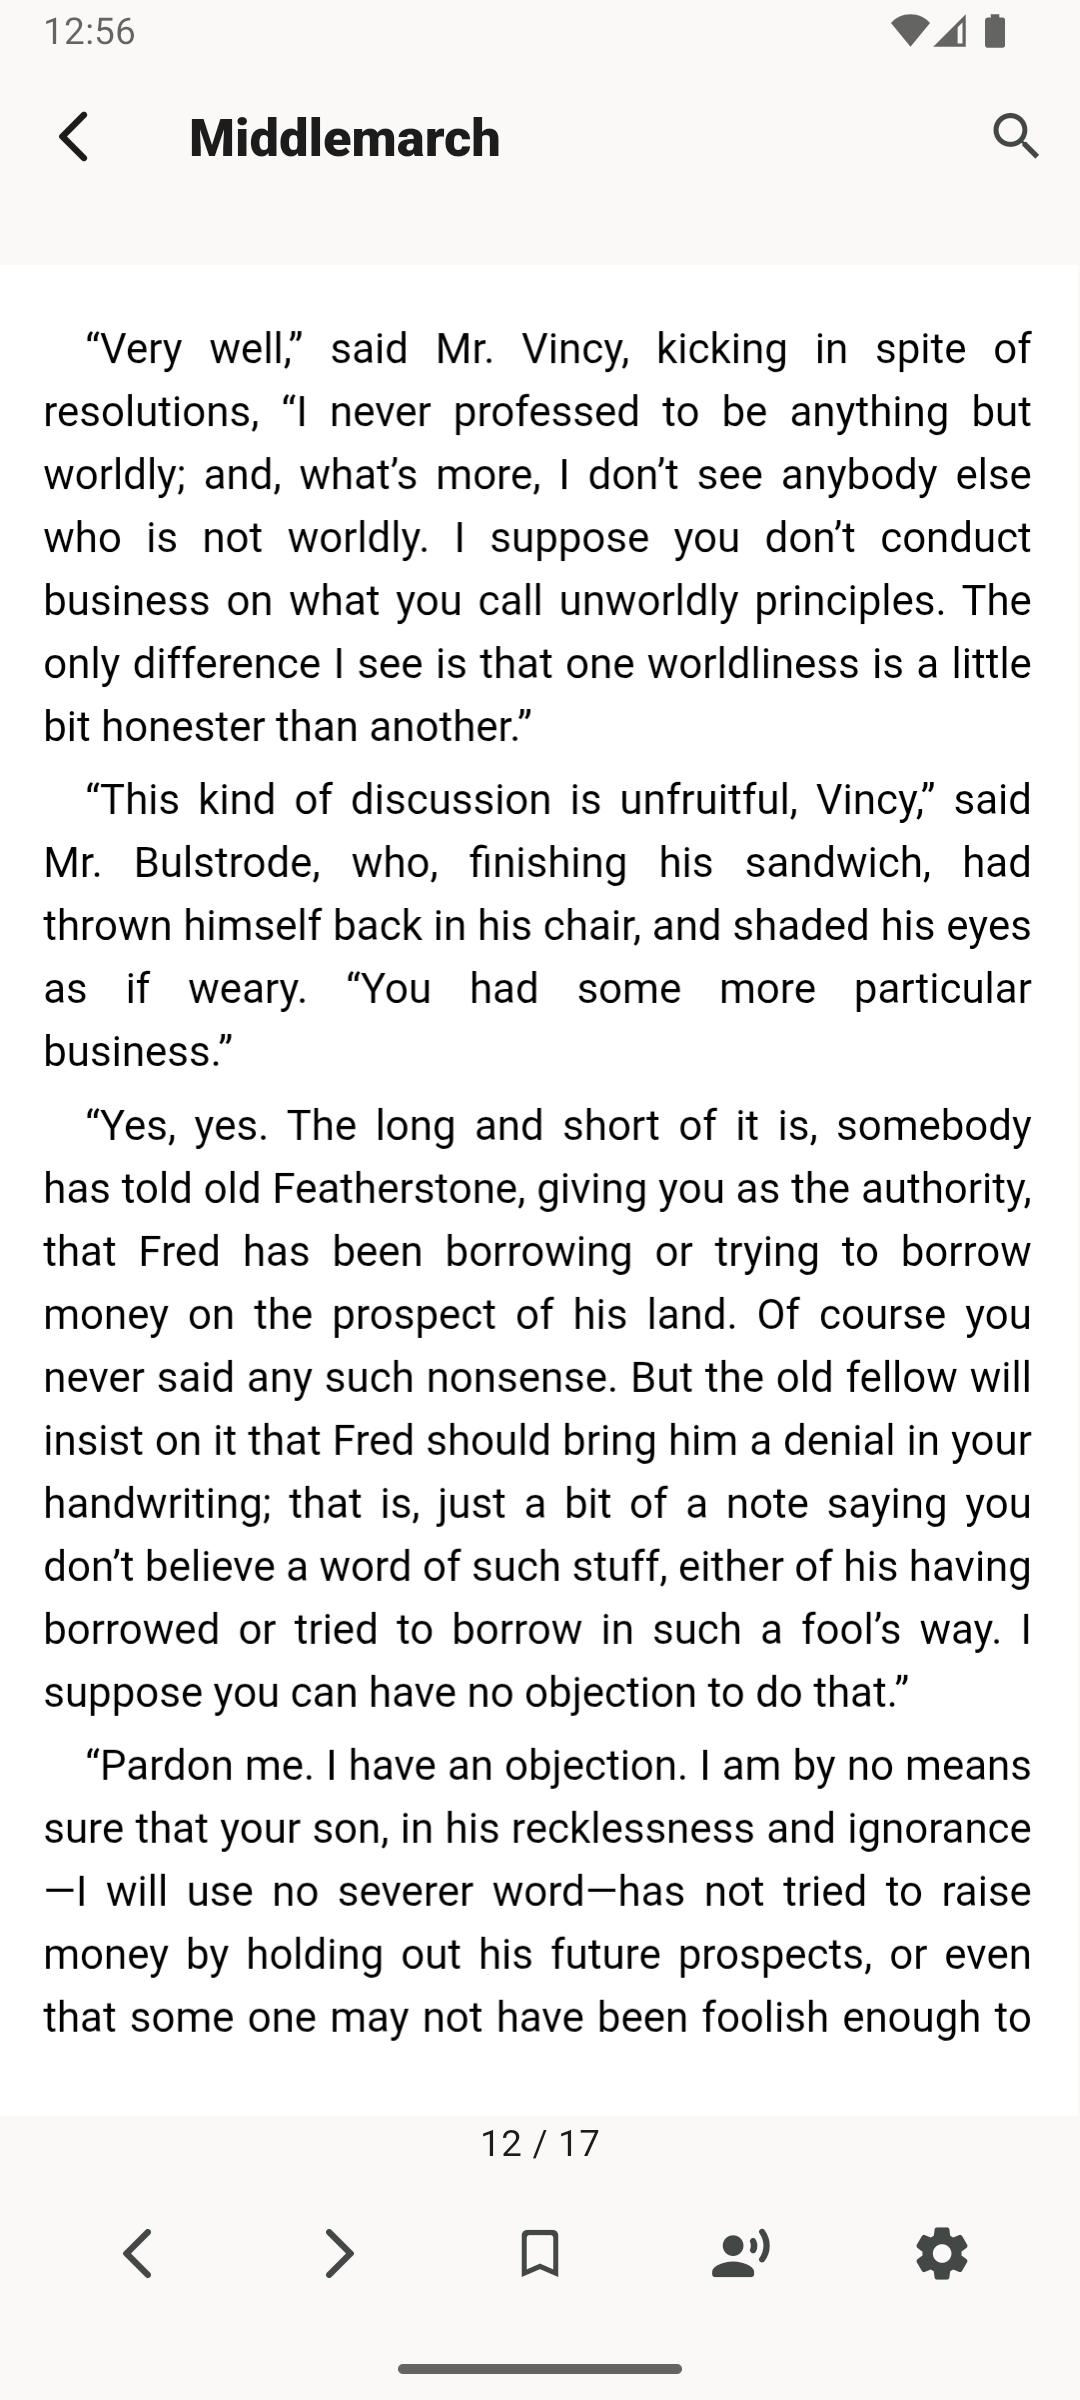 12:56
Middlemarch
“Very well,” said Mr. Vincy, kicking in spite of
resolutions, “I never professed to be anything but
worldly; and, what’s more, I don’t see anybody else
who is not worldly. I suppose you don’t conduct
business on what you call unworldly principles. The
only difference I see is that one worldliness is a little
bit honester than another.”
“This kind of discussion is unfruitful, Vincy,” said
Mr. Bulstrode, who, finishing his sandwich, had
thrown himself back in his chair, and shaded his eyes
as if weary. “You had some more particular
business.”
“Yes, yes. The long and short of it is, somebody
has told old Featherstone, giving you as the authority,
that Fred has been borrowing or trying to borrow
money on the prospect of his land. Of course you
never said any such nonsense. But the old fellow will
insist on it that Fred should bring him a denial in your
handwriting; that is, just a bit of a note saying you
don’t believe a word of such stuff, either of his having
borrowed or tried to borrow in such a fool’s way. I
suppose you can have no objection to do that.”
“Pardon me. I have an objection. I am by no means
sure that your son, in his recklessness and ignorance
—I will use no severer word—has not tried to raise
money by holding out his future prospects, or even
that some one may not have been foolish enough to
12 / 17